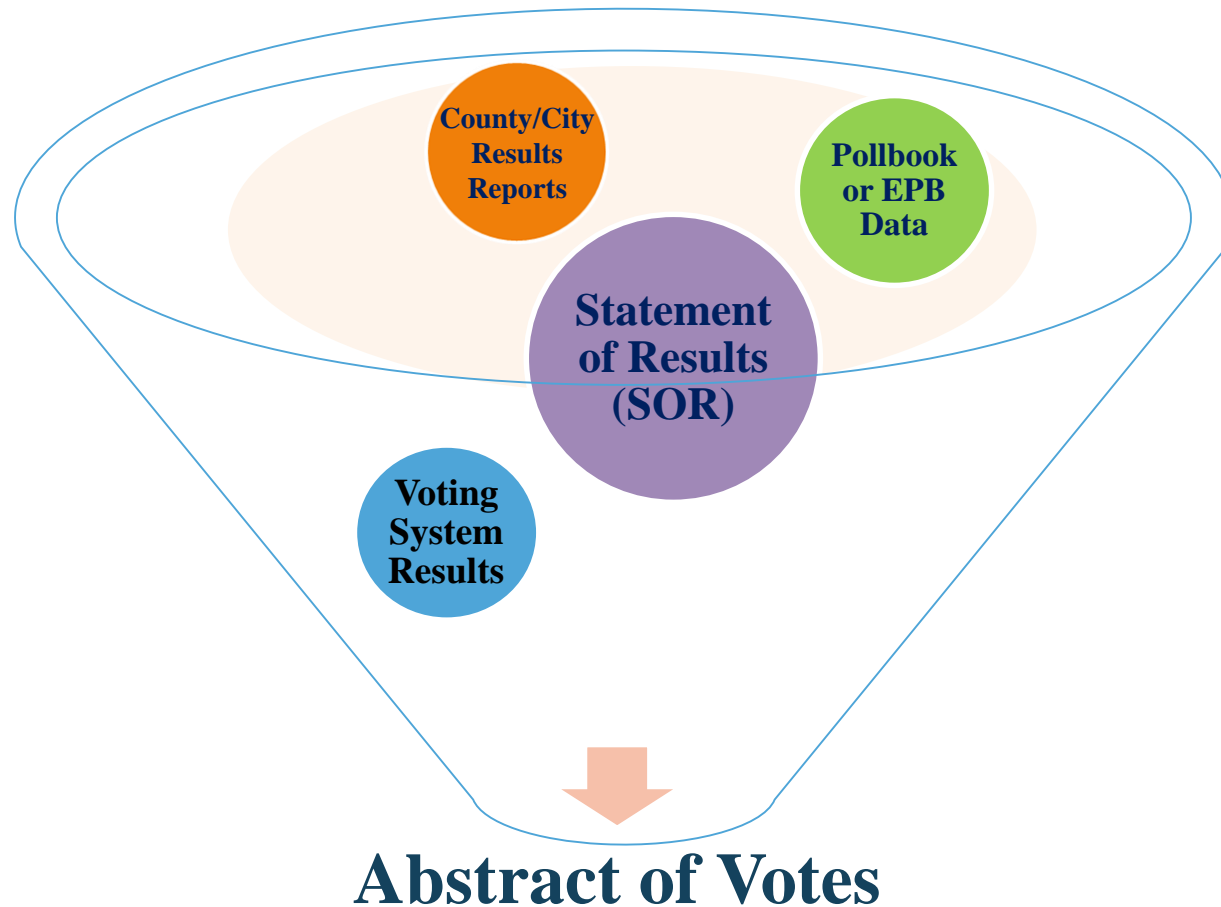 County/City
Results
Reports
Pollbook
or EPB
Data
Statement
of Results
(SOR)
Voting
System
Results
Abstract of Votes